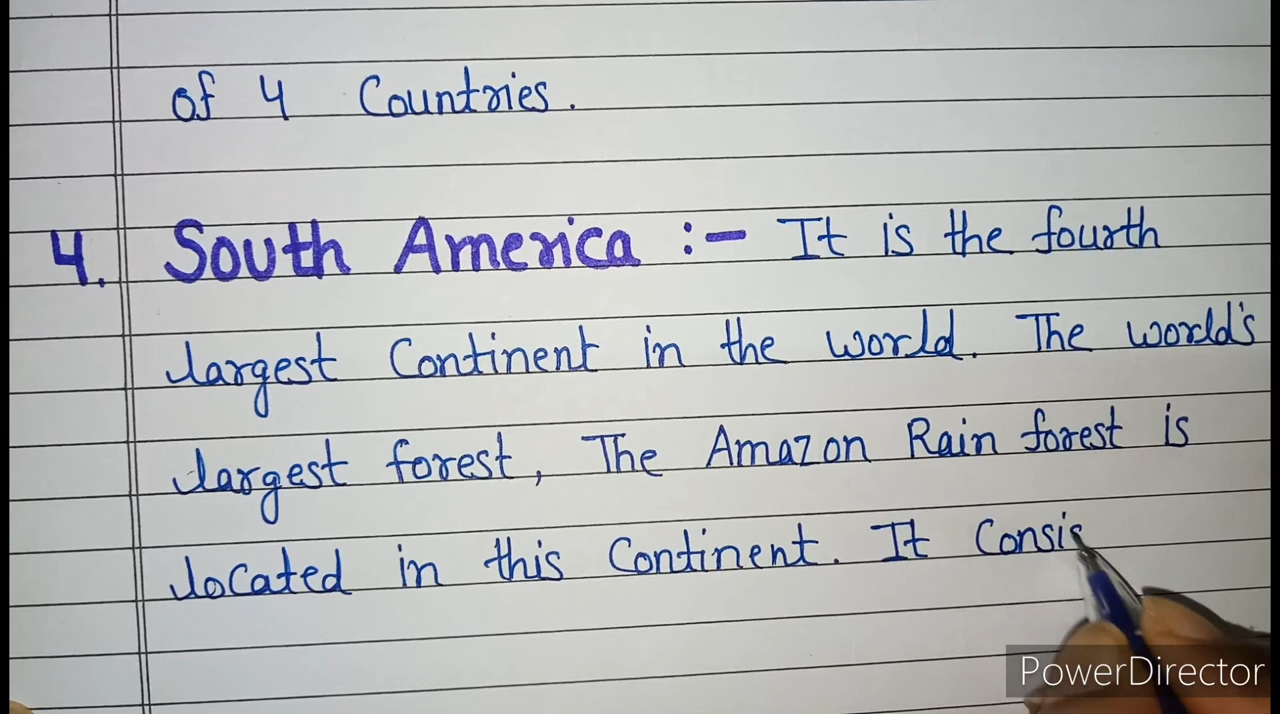 of 4 Countries.
4. South America :- It is the fourth
largest Continent in the world. The world's
largest forest, The Amazon Rain forest is
located in this Continent. It Consis
PowerDirector